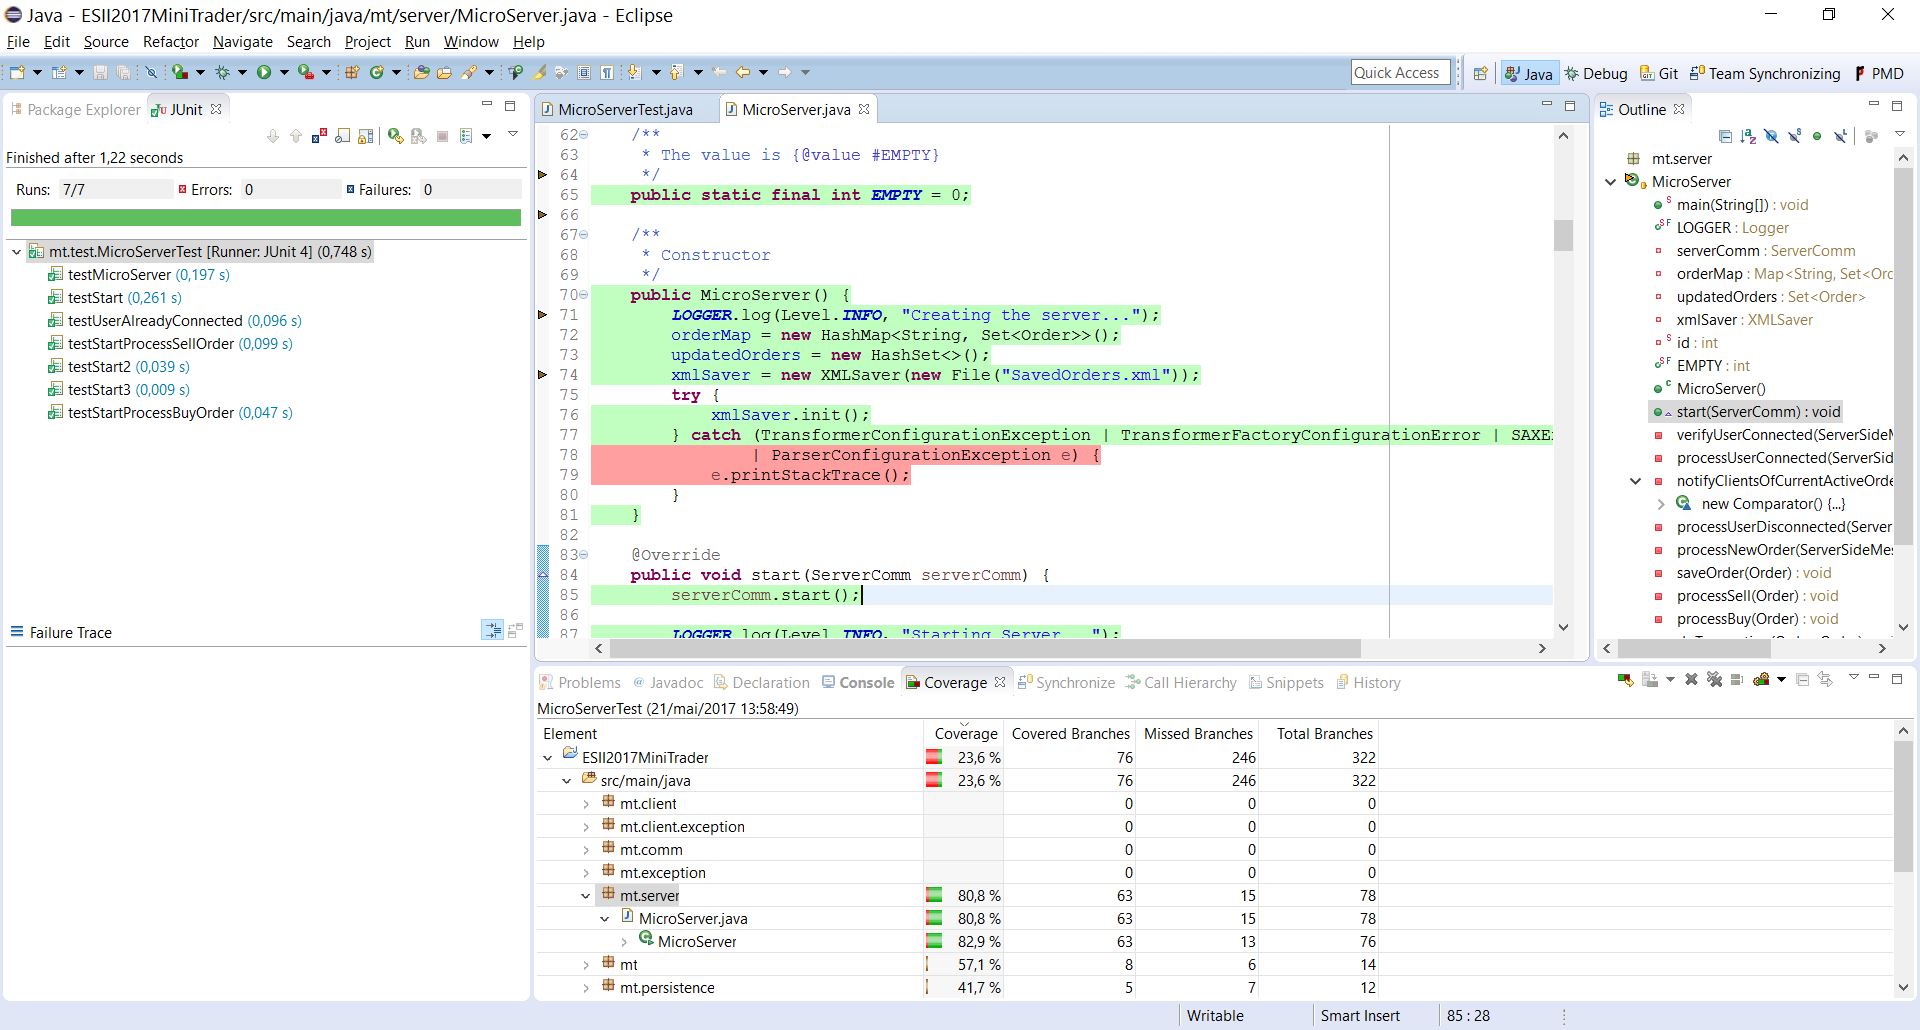 Java - ESII2017MiniTrader/src/main/java/mt/server/MicroServer.java - Eclipse
File Edit Source Refactor Navigate Search Project Run Window Help
Quick Access
Java Debug Git Team Synchronizing PMD
Package Explorer JUnit
Finished after 1,22 seconds
Runs: 7/7 Errors: 0 Failures: 0
mt.test.MicroServerTest [Runner: JUnit 4] (0,748 s)
testMicroServer (0,197 s)
testStart (0,261 s)
testUserAlreadyConnected (0,096 s)
testStartProcessSellOrder (0,099 s)
testStart2 (0,039 s)
testStart3 (0,009 s)
testStartProcessBuyOrder (0,047 s)
Failure Trace
MicroServerTest.java MicroServer.java
62 /**
63 * The value is {@value #EMPTY}
64 */
65 public static final int EMPTY = 0;
66
67 /**
68 * Constructor
69 */
70 public MicroServer() {
71 LOGGER.log(Level.INFO, "Creating the server...");
72 orderMap = new HashMap<String, Set<Order>>();
73 updatedOrders = new HashSet<>();
74 xmlSaver = new XMLSaver(new File("SavedOrders.xml"));
75 try {
76 xmlSaver.init();
77 } catch (TransformerConfigurationException | TransformerFactoryConfigurationError | SAXE
78 | ParserConfigurationException e) {
79 e.printStackTrace();
80 }
81 }
82
83 @Override
84 public void start(ServerComm serverComm) {
85 serverComm.start();
86
87 LOGGER.log(Level.INFO, "Starting Server...");
Outline
mt.server
MicroServer
main(String[]) : void
LOGGER : Logger
serverComm : ServerComm
orderMap : Map<String, Set<Orc
updatedOrders : Set<Order>
xmlSaver : XMLSaver
id : int
EMPTY : int
MicroServer()
start(ServerComm) : void
verifyUserConnected(ServerSideM
processUserConnected(ServerSid
notifyClientsOfCurrentActiveOrde
new Comparator() {...}
processUserDisconnected(Server
processNewOrder(ServerSideMes
saveOrder(Order) : void
processSell(Order) : void
processBuy(Order) : void
Problems Javadoc Declaration Console Coverage Synchronize Call Hierarchy Snippets History
MicroServerTest (21/mai/2017 13:58:49)
Element Coverage Covered Branches Missed Branches Total Branches
ESII2017MiniTrader 23,6 % 76 246 322
src/main/java 23,6 % 76 246 322
mt.client 0 0 0
mt.client.exception 0 0 0
mt.comm 0 0 0
mt.exception 0 0 0
mt.server 80,8 % 63 15 78
MicroServer.java 80,8 % 63 15 78
MicroServer 82,9 % 63 13 76
mt 57,1 % 8 6 14
mt.persistence 41,7 % 5 7 12
Writable Smart Insert 85 : 28